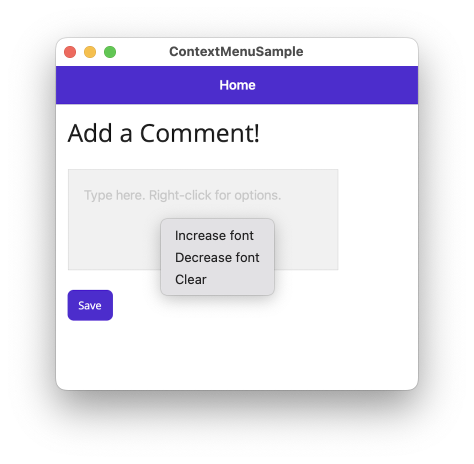 ContextMenuSample
Home
Add a Comment!
Type here. Right-click for options.
Increase font
Decrease font
Clear
Save